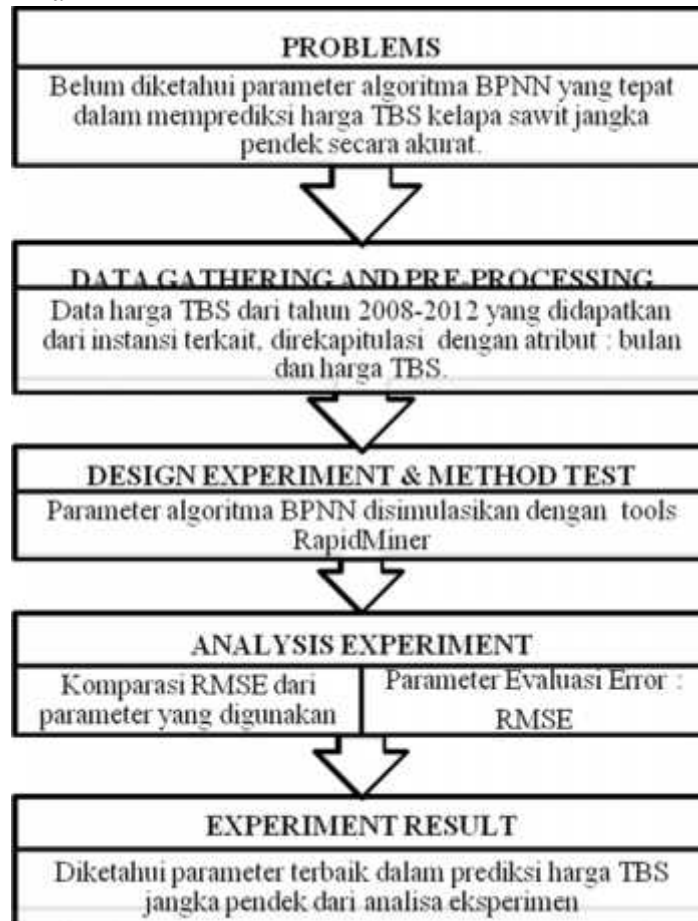 PROBLEMS
Belum diketahui parameter algoritma BPNN yang tepat
dalam memprediksi harga TBS kelapa sawit jangka
pendek secara akurat.
DATA GATHERING AND PRE-PROCESSING
Data harga TBS dari tahun 2008-2012 yang didapatkan
dari instansi terkait, direkapitulasi dengan atribut : bulan
dan harga TBS.
DESIGN EXPERIMENT & METHOD TEST
Parameter algoritma BPNN disimulasikan dengan tools
RapidMiner
ANALYSIS EXPERIMENT
Komparasi RMSE dari
parameter yang digunakan
Parameter Evaluasi Error :
RMSE
EXPERIMENT RESULT
Diketahui parameter terbaik dalam prediksi harga TBS
jangka pendek dari analisa eksperimen